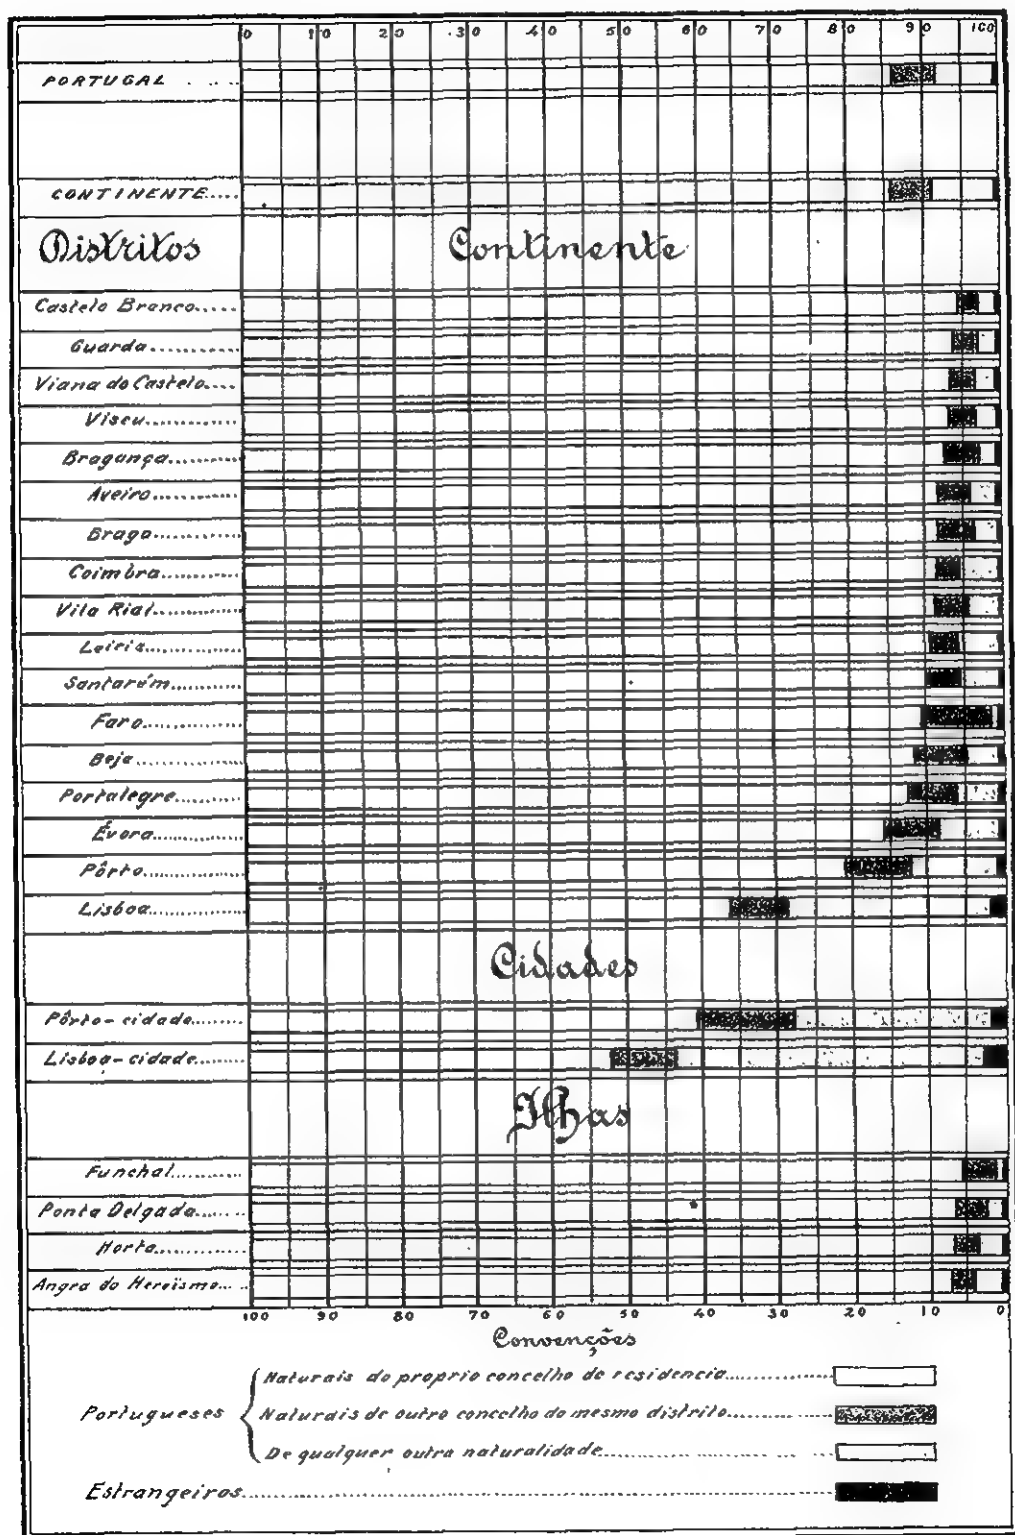 0 10 20 30 40 50 60 70 80 90 100
PORTUGAL
CONTINENTE
Distritos Continente
Castelo Branco
Guarda
Viana do Castelo
Viseu
Bragança
Aveiro
Braga
Coimbra
Vila Rial
Leiria
Santarém
Faro
Beja
Portalegre
Évora
Pôrto
Lisboa
Cidades
Pôrto-cidade
Lisboa-cidade
Ilhas
Funchal
Ponta Delgada
Horta
Angra do Heroísmo
100 90 80 70 60 50 40 30 20 10 0
Convenções
Naturais do proprio concelho de residencia
Portugueses Naturais de outro concelho do mesmo distrito
De qualquer outra naturalidade
Estrangeiros